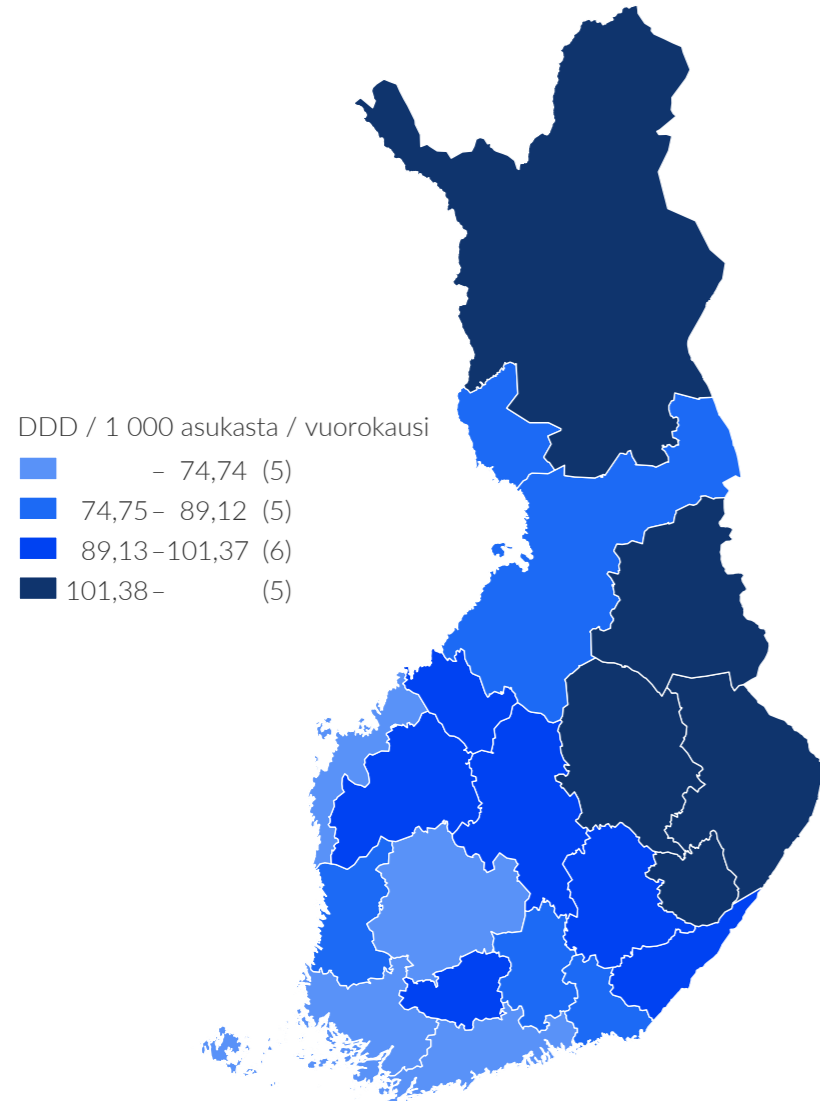 DDD / 1 000 asukasta / vuorokausi
– 74,74 (5)
74,75 – 89,12 (5)
89,13 –101,37 (6)
101,38 – (5)